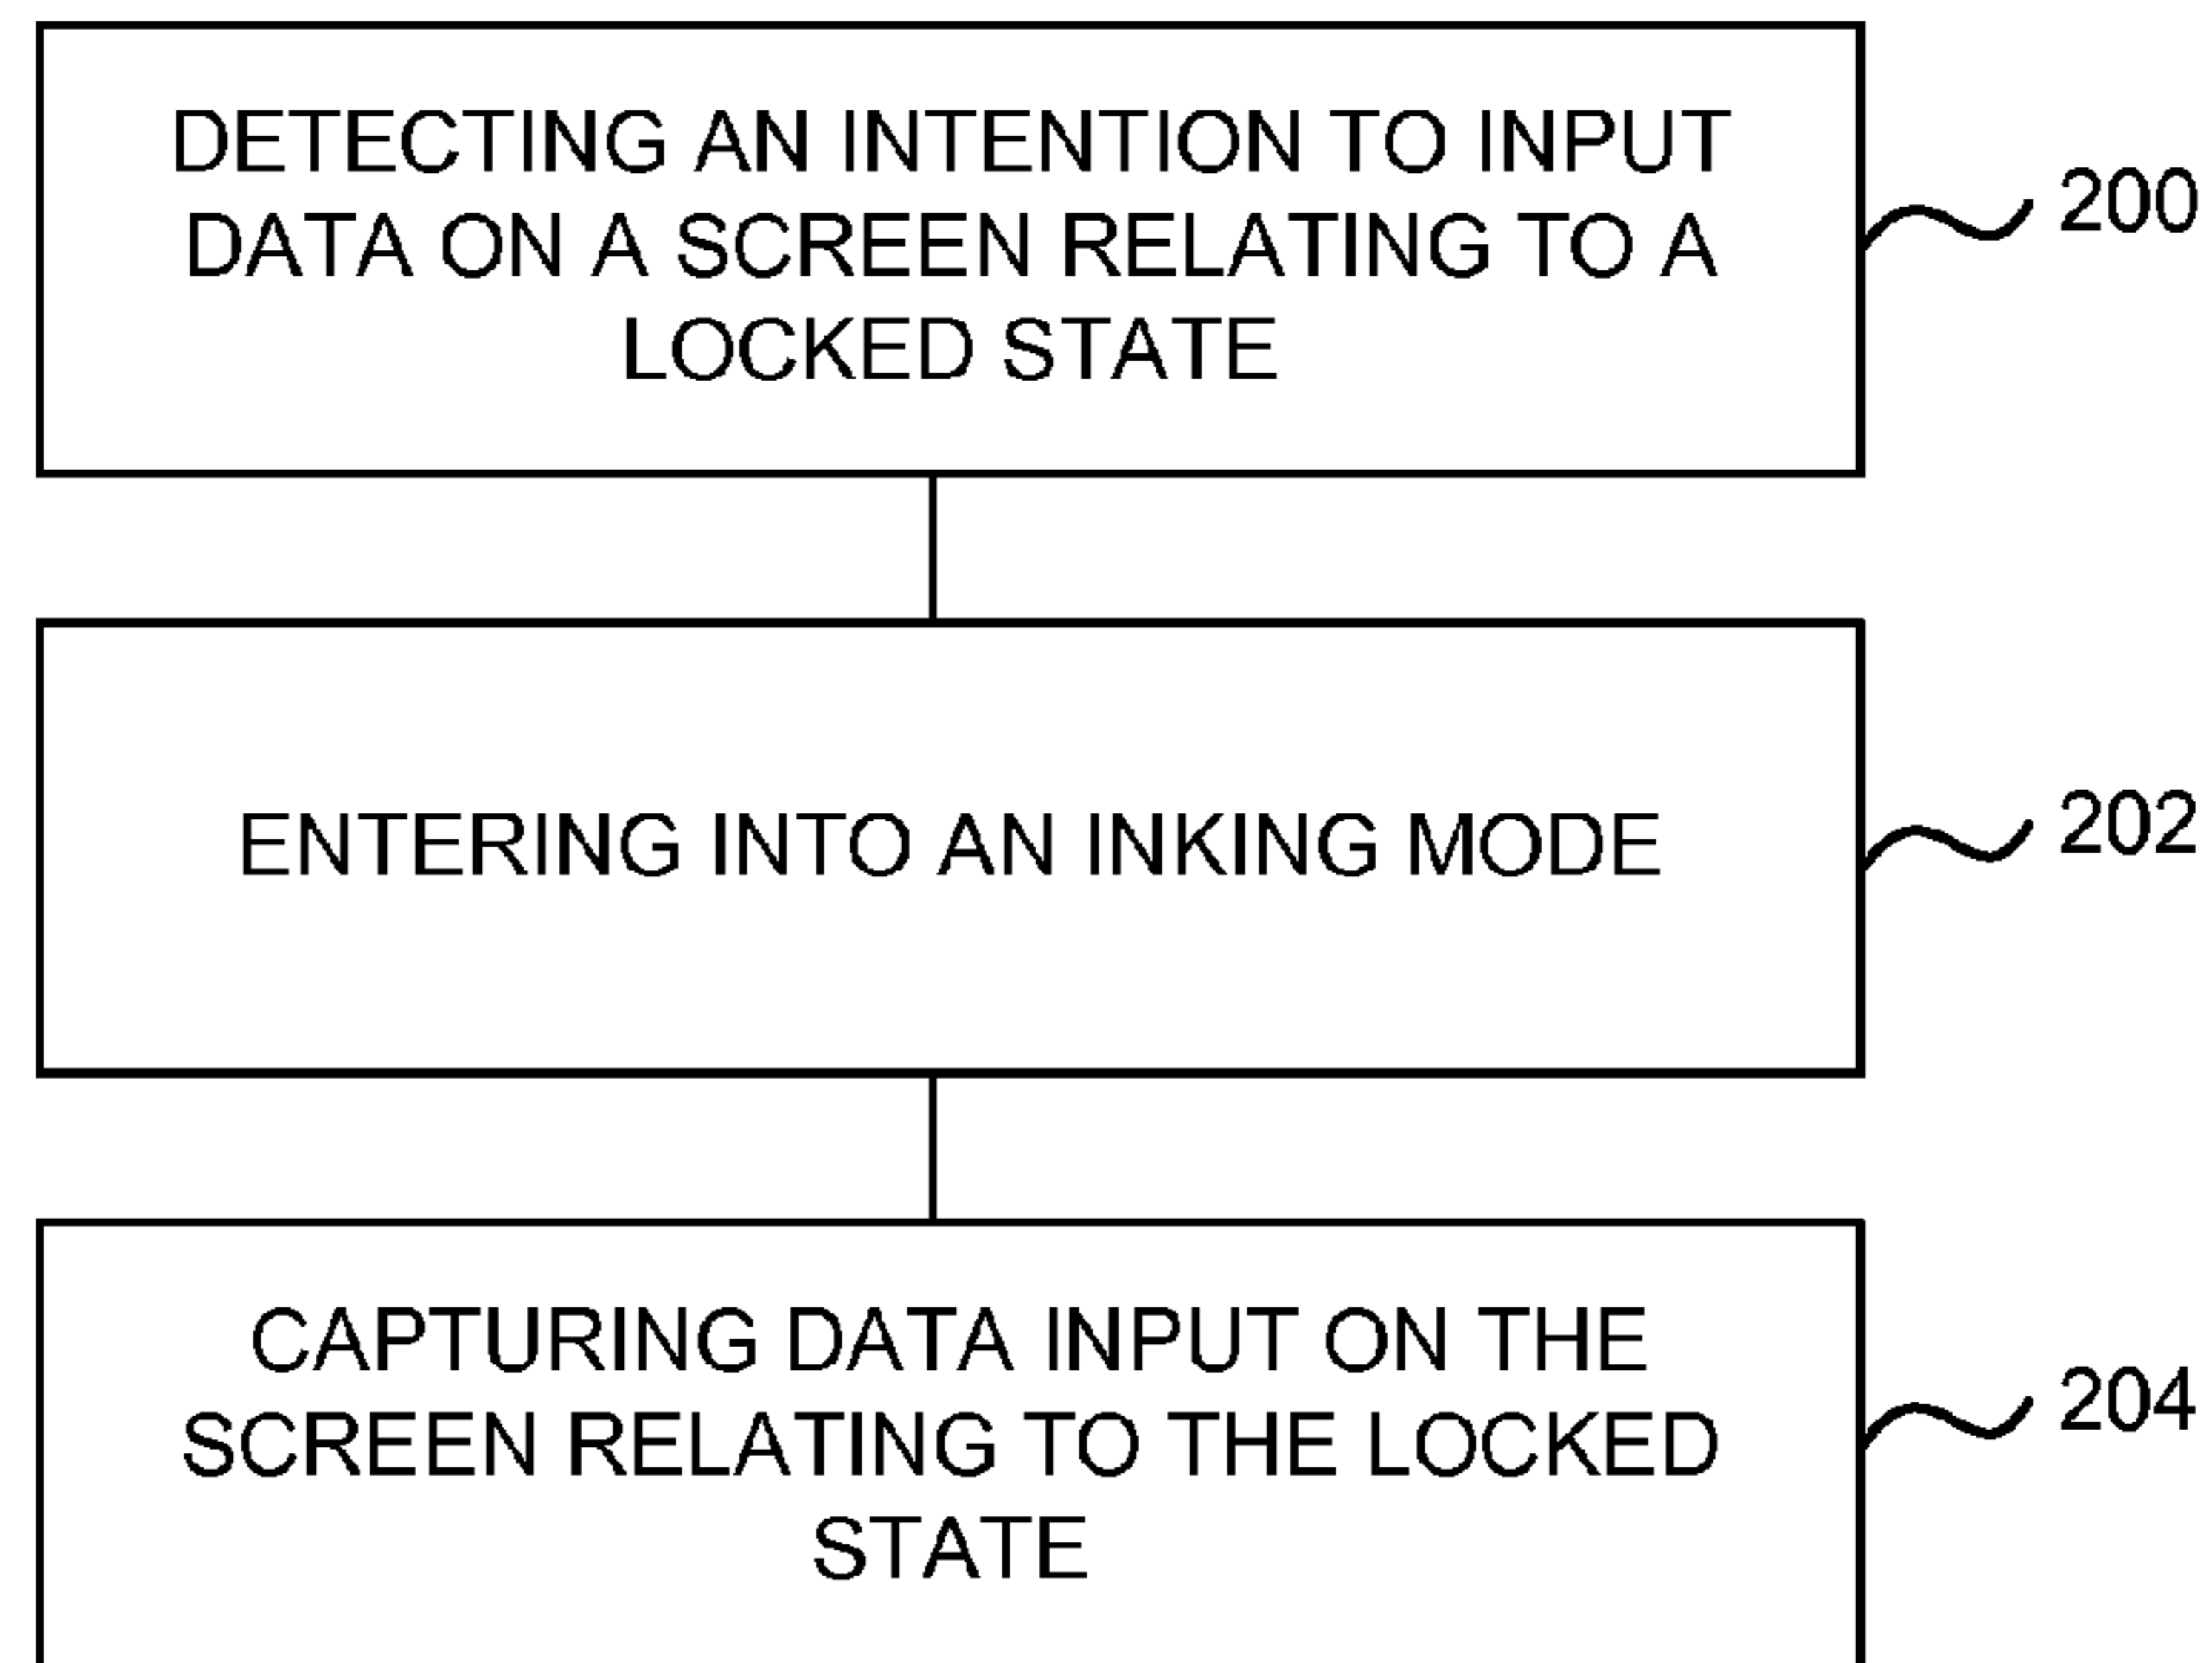 DETECTING AN INTENTION TO INPUT
DATA ON A SCREEN RELATING TO A
LOCKED STATE
200
ENTERING INTO AN INKING MODE
202
CAPTURING DATA INPUT ON THE
SCREEN RELATING TO THE LOCKED
STATE
204